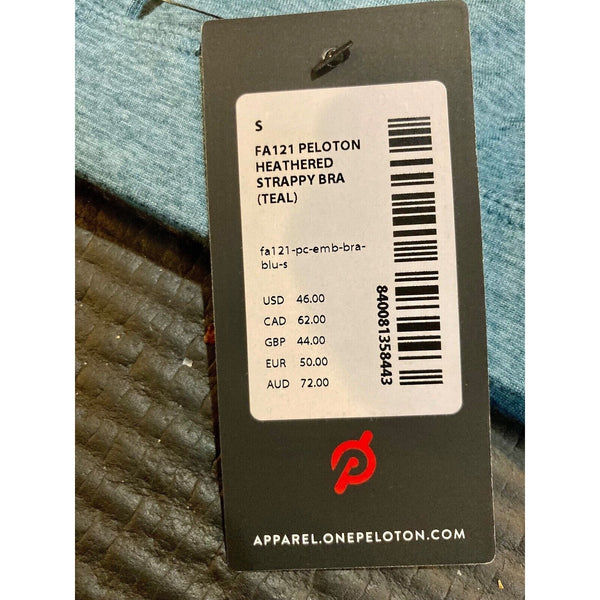 S
FA121 PELOTON
HEATHERED
STRAPPY BRA
(TEAL)
fa121-pc-emb-bra-
blu-s
USD 46.00
CAD 62.00
GBP 44.00
EUR 50.00
AUD 72.00
840081358443
APPAREL.ONEPELOTON.COM